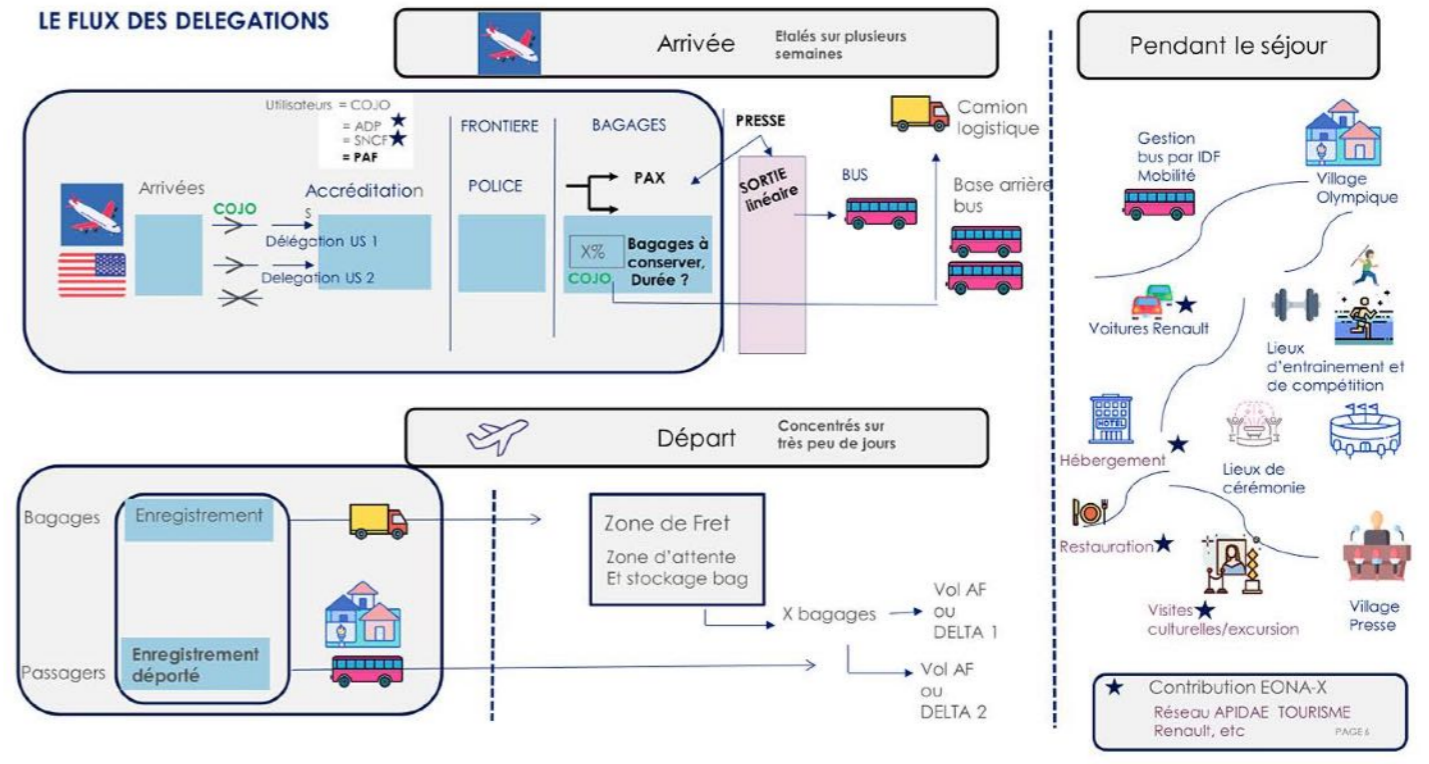 LE FLUX DES DELEGATIONS
Arrivée
Etalés sur plusieurs
semaines
Utilisateurs = COJO
= ADP
= SNCF
= PAF
Arrivées
COJO
S
Délégation US 1
Delegation US 2
Accréditation
FRONTIERE
POLICE
BAGAGES
PAX
X%
COJO
Bagages à
conserver,
Durée ?
PRESSE
SORTIE
linéaire
BUS
Camion
logistique
Base arrière
bus
Départ
Concentrés sur
très peu de jours
Bagages
Enregistrement
Passagers
Enregistrement
déporté
Zone de Fret
Zone d'attente
Et stockage bag
X bagages
Vol AF
ou
DELTA 1
Vol AF
ou
DELTA 2
Pendant le séjour
Gestion
bus par IDF
Mobilité
Village
Olympique
Voitures Renault
Lieux
d'entrainement et
de compétition
HOTEL
Hébergement
Lieux de
cérémonie
Restauration
Visites
culturelles/excursion
Village
Presse
Contribution EONA-X
Réseau APIDAE TOURISME
Renault, etc
PAGE 6